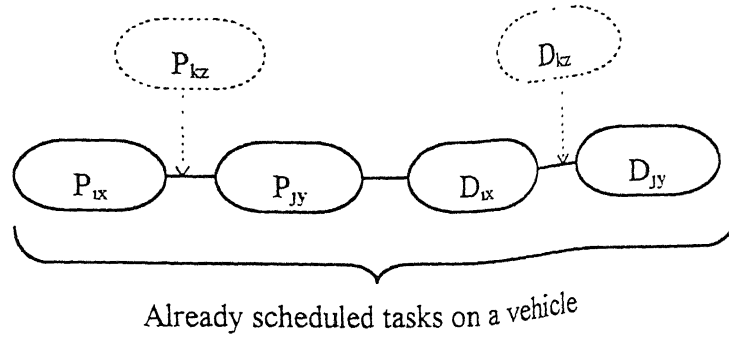 P_kz D_kz
P_ix P_jy D_ix D_jy
Already scheduled tasks on a vehicle